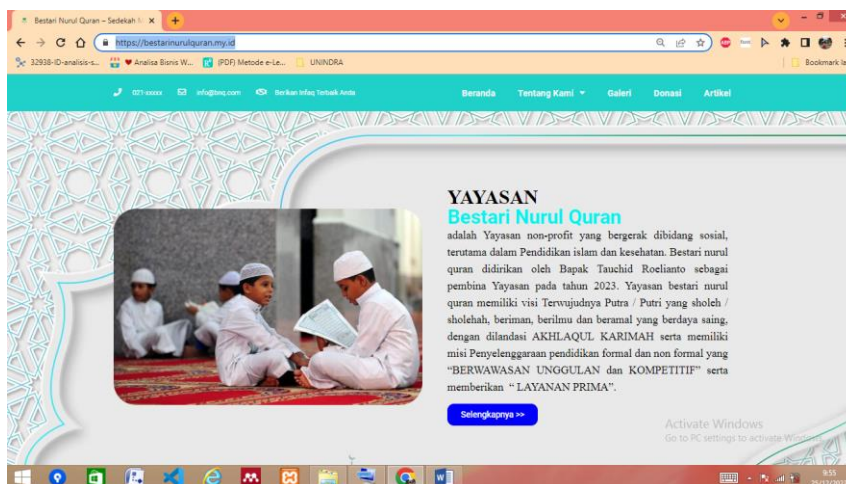 Bestari Nurul Quran – Sedekah
https://bestarinurulquran.my.id
32938-ID-analisis-s...
Analisa Bisnis W...
(PDF) Metode e-Le...
UNINDRA
Bookmark la
021-xxxxx
info@bnq.com
Berikan Infaq Terbaik Anda
Beranda
Tentang Kami
Galeri
Donasi
Artikel
YAYASAN
Bestari Nurul Quran
adalah Yayasan non-profit yang bergerak dibidang sosial,
terutama dalam Pendidikan islam dan kesehatan. Bestari nurul
quran didirikan oleh Bapak Tauchid Roelianto sebagai
pembina Yayasan pada tahun 2023. Yayasan bestari nurul
quran memiliki visi Terwujudnya Putra / Putri yang sholeh /
sholehah, beriman, berilmu dan beramal yang berdaya saing,
dengan dilandasi AKHLAQUL KARIMAH serta memiliki
misi Penyelenggaraan pendidikan formal dan non formal yang
“BERWAWASAN UNGGULAN dan KOMPETITIF” serta
memberikan “ LAYANAN PRIMA”.
Selengkapnya >>
Activate Windows
Go to PC settings to activate Windows.
9:55